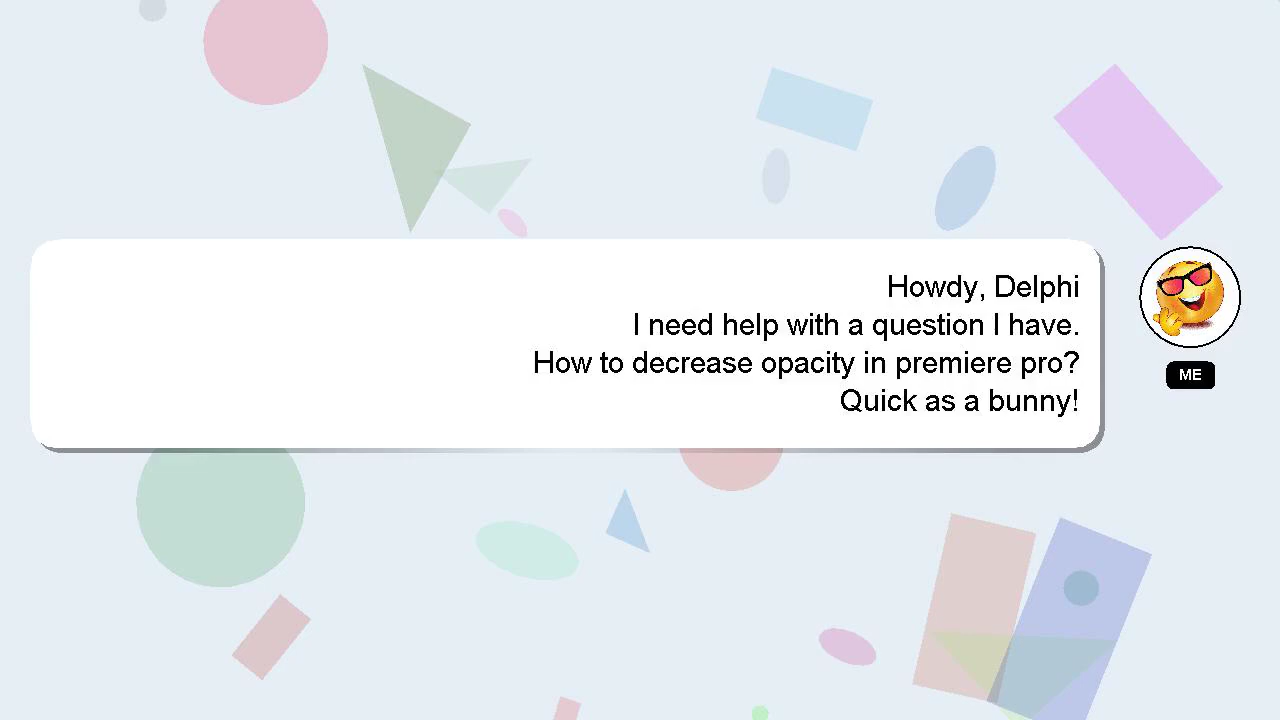 Howdy, Delphi
I need help with a question I have.
How to decrease opacity in premiere pro?
Quick as a bunny!
ME